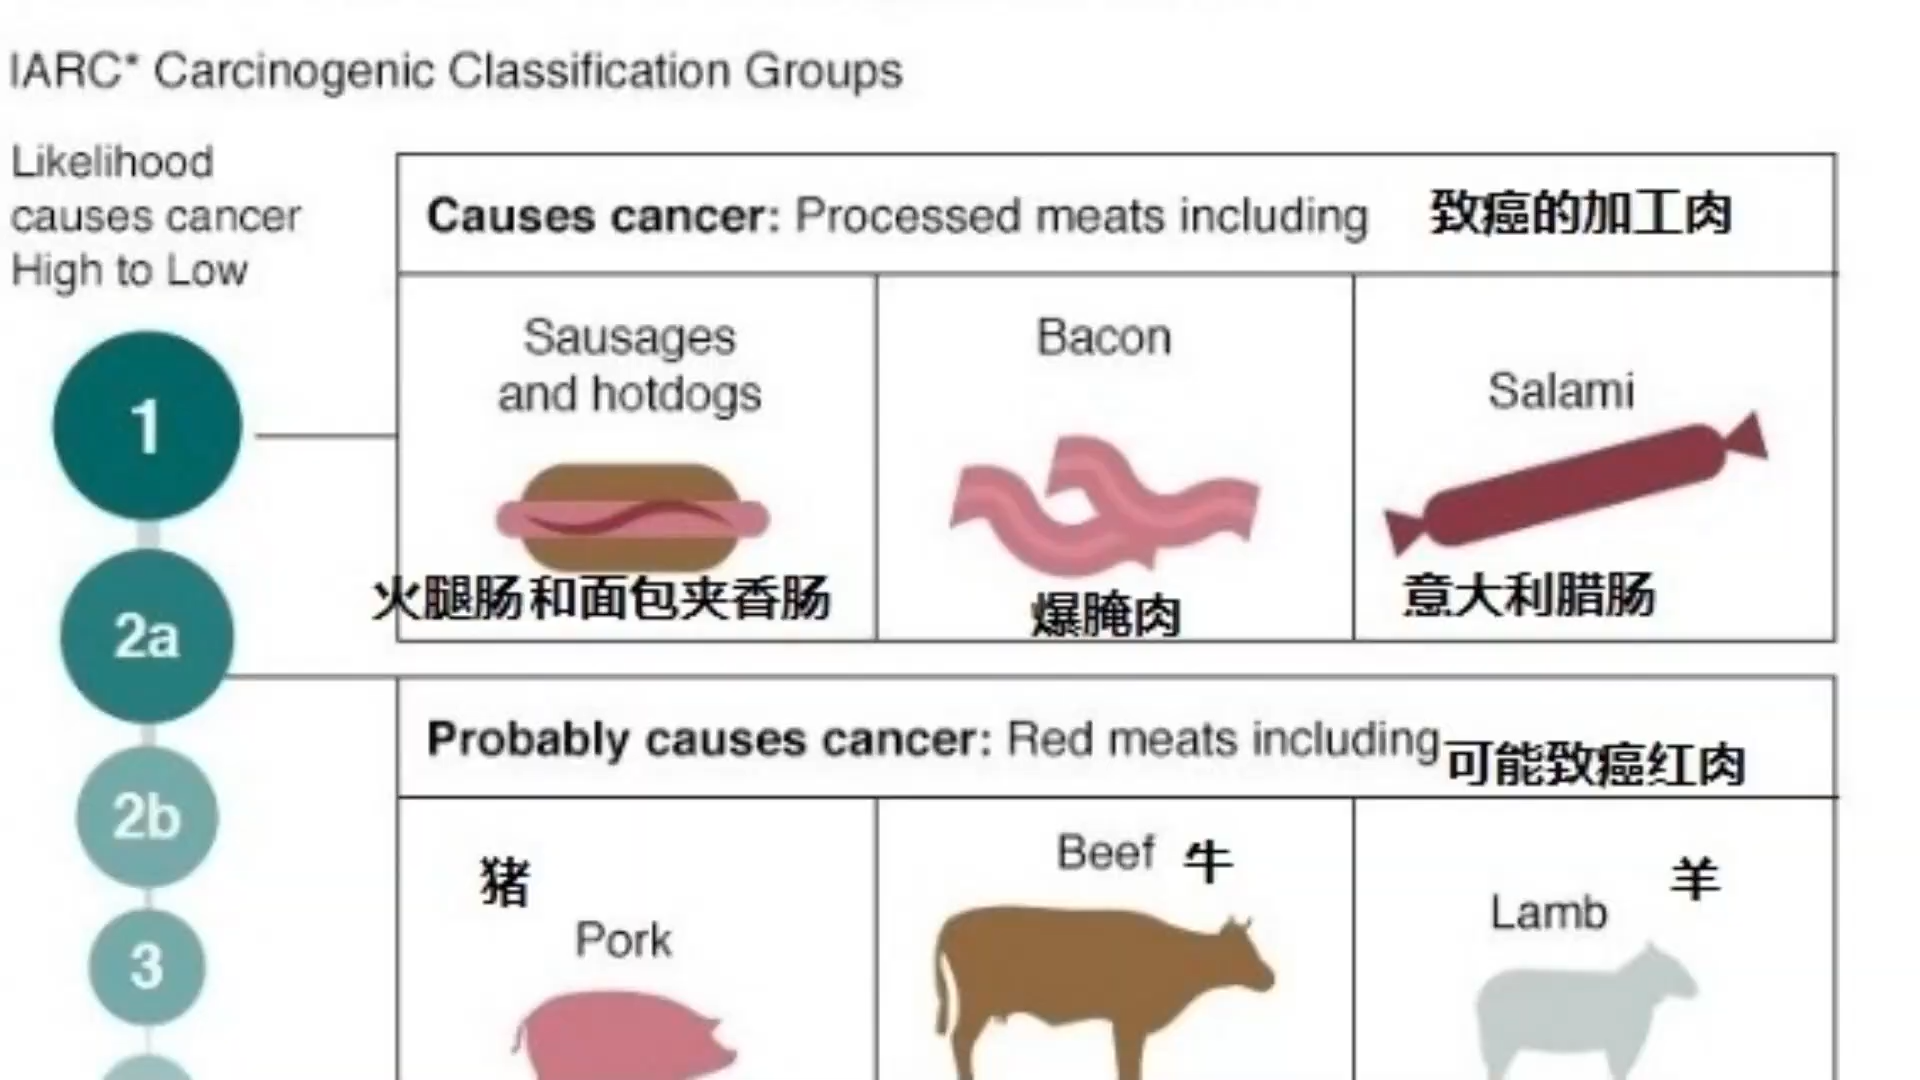 IARC* Carcinogenic Classification Groups
Likelihood
causes cancer
High to Low
Causes cancer: Processed meats including 致癌的加工肉
Sausages
and hotdogs
Bacon
Salami
1
火腿肠和面包夹香肠
爆腌肉
意大利腊肠
2a
Probably causes cancer: Red meats including 可能致癌红肉
2b
猪
Pork
Beef 牛
羊
Lamb
3